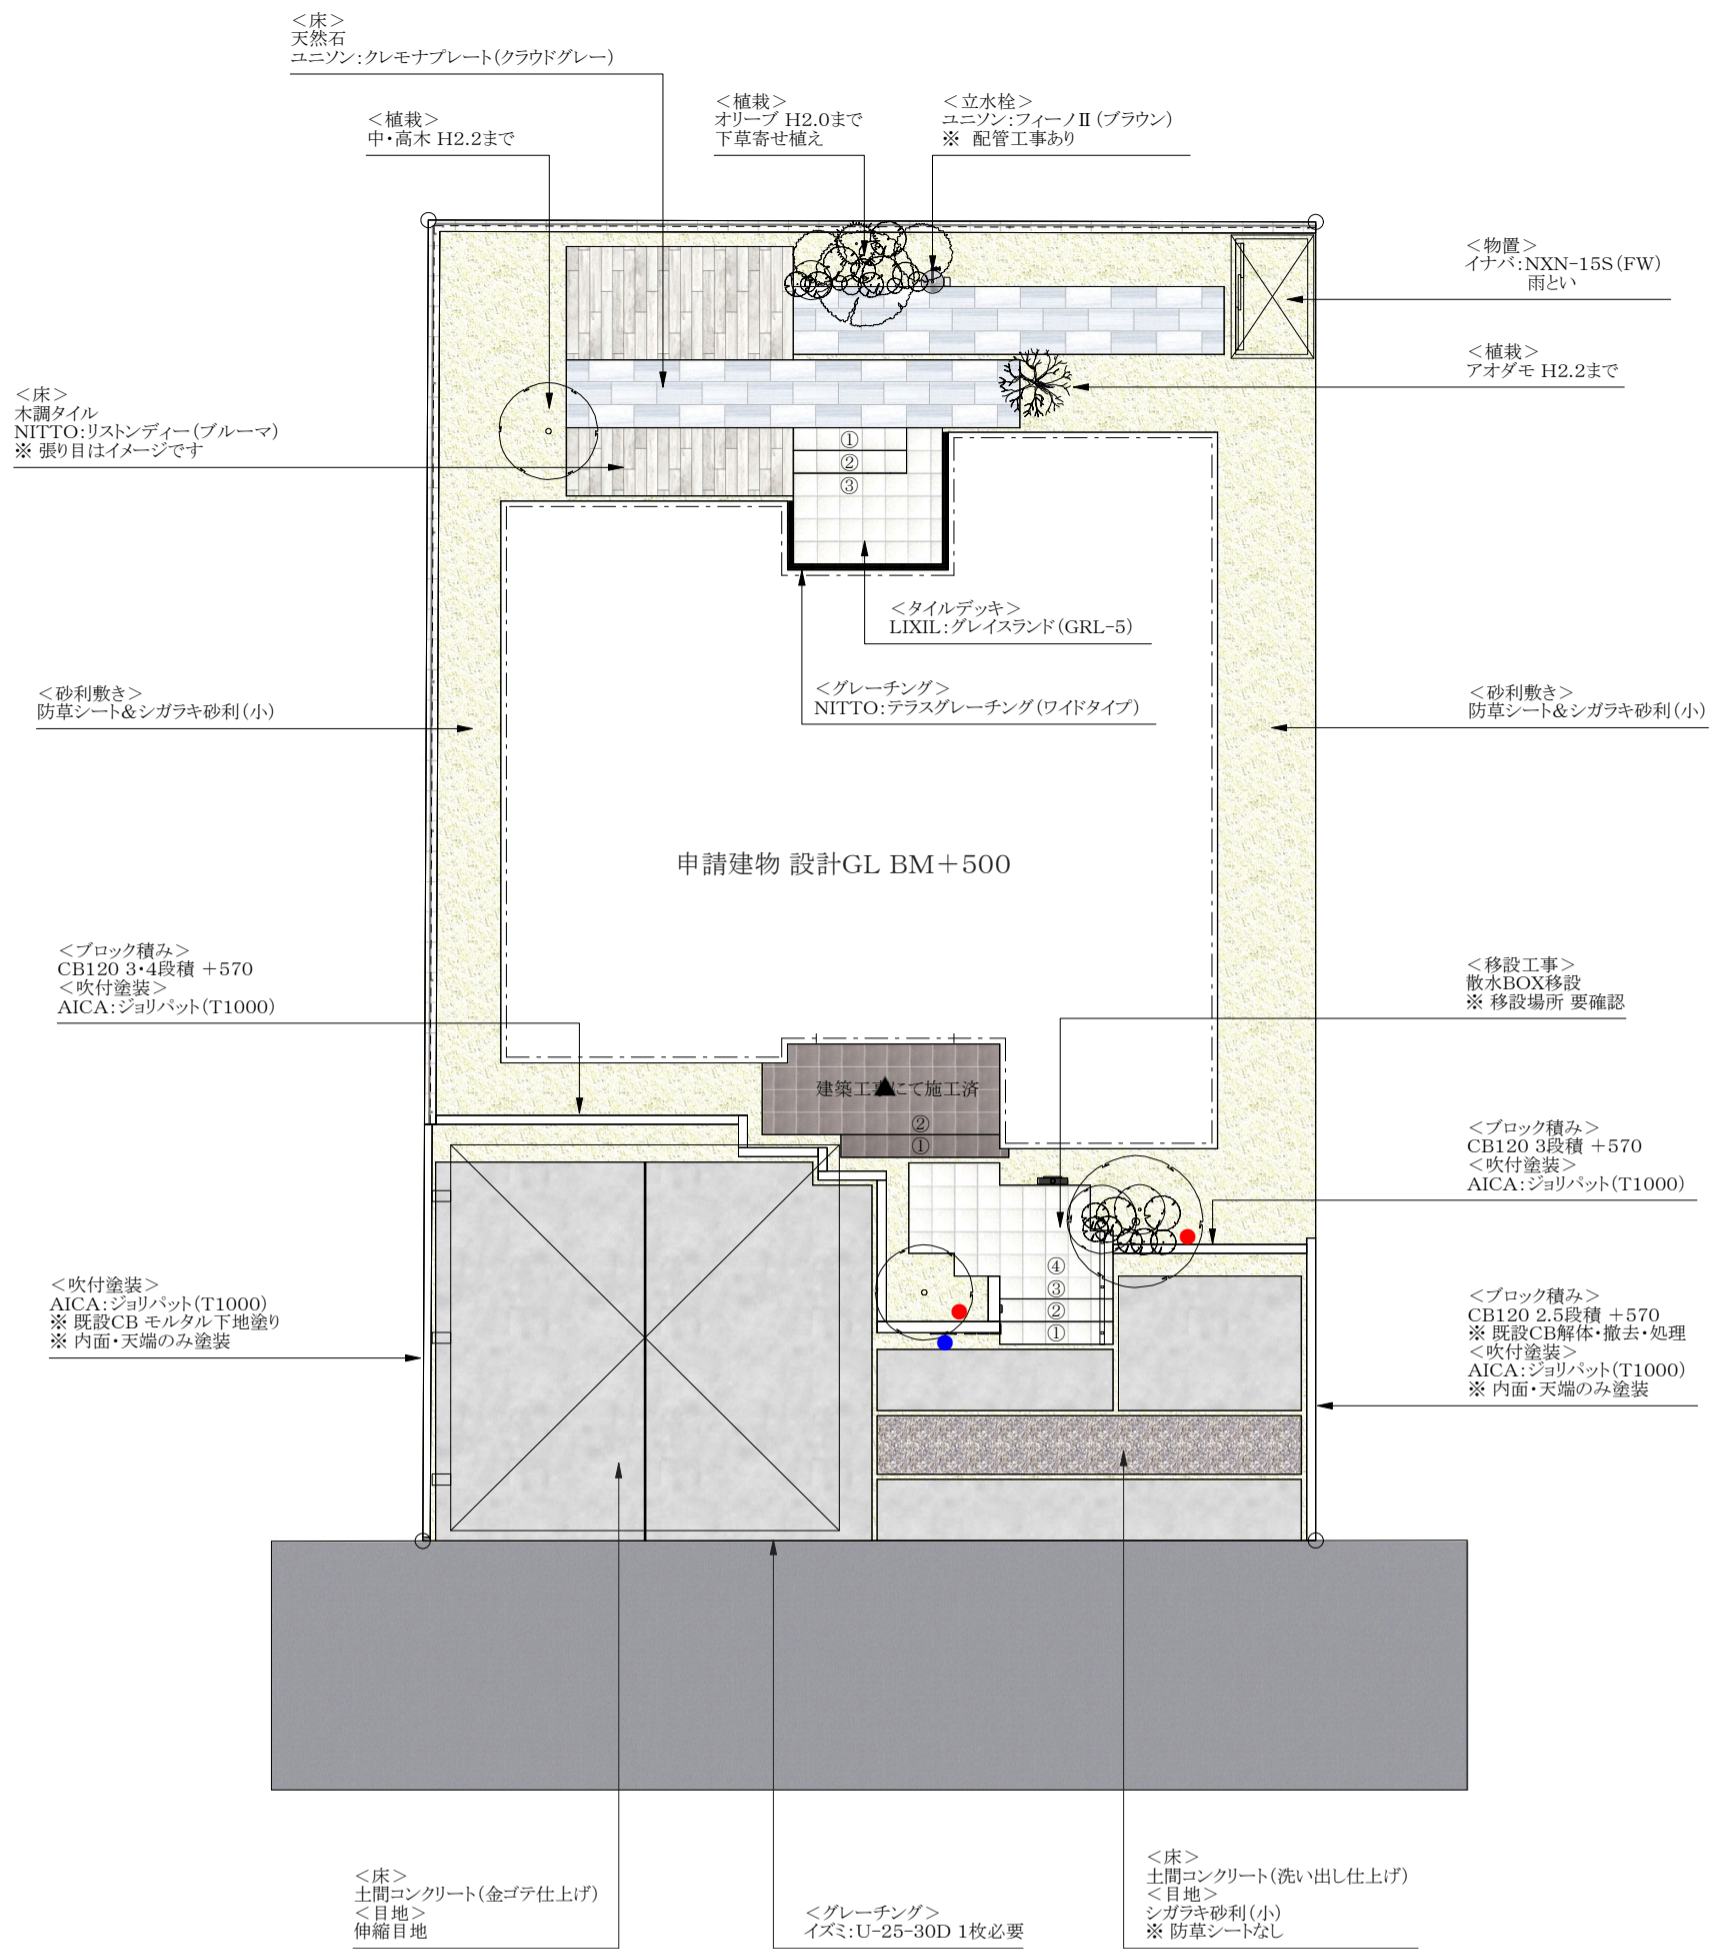 ＜床＞
天然石
ユニソン：クレモナプレート（クラウドグレー）
＜植栽＞
中・高木 H2.2まで
＜植栽＞
オリーブ H2.0まで
下草寄せ植え
＜立水栓＞
ユニソン：フィーノⅡ（ブラウン）
※ 配管工事あり
＜物置＞
イナバ：NXN-15S（FW）
雨とい
＜植栽＞
アオダモ H2.2まで
＜床＞
木調タイル
NITTO：リストンディー（ブルーマ）
※ 張り目はイメージです
①
②
③
＜タイルデッキ＞
LIXIL：グレイスランド（GRL-5）
＜グレーチング＞
NITTO：テラスグレーチング（ワイドタイプ）
＜砂利敷き＞
防草シート&シガラキ砂利（小）
＜砂利敷き＞
防草シート&シガラキ砂利（小）
申請建物 設計GL BM＋500
＜ブロック積み＞
CB120 3・4段積 ＋570
＜吹付塗装＞
AICA：ジョリパット（T1000）
＜移設工事＞
散水BOX移設
※ 移設場所 要確認
建築工事にて施工済
②
①
＜ブロック積み＞
CB120 3段積 ＋570
＜吹付塗装＞
AICA：ジョリパット（T1000）
④
③
②
①
＜吹付塗装＞
AICA：ジョリパット（T1000）
※ 既設CB モルタル下地塗り
※ 内面・天端のみ塗装
＜ブロック積み＞
CB120 2.5段積 ＋570
※ 既設CB解体・撤去・処理
＜吹付塗装＞
AICA：ジョリパット（T1000）
※ 内面・天端のみ塗装
＜床＞
土間コンクリート（金ゴテ仕上げ）
＜目地＞
伸縮目地
＜グレーチング＞
イズミ：U-25-30D 1枚必要
＜床＞
土間コンクリート（洗い出し仕上げ）
＜目地＞
シガラキ砂利（小）
※ 防草シートなし